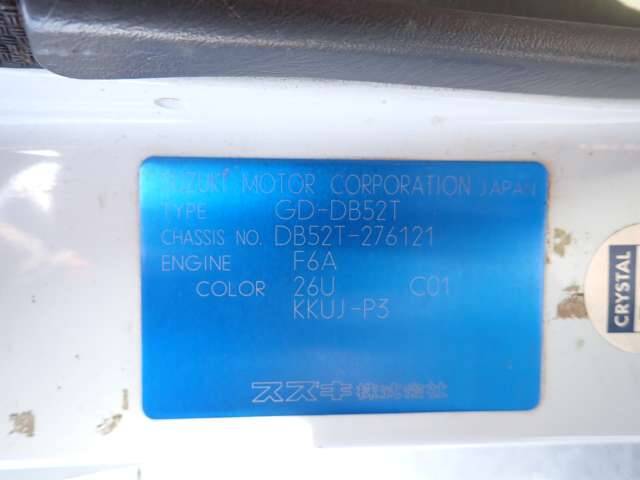 SUZUKI MOTOR CORPORATION JAPAN
TYPE GD-DB52T
CHASSIS NO. DB52T-276121
ENGINE F6A
COLOR 26U C01
KKUJ-P3
スズキ株式会社
CRYSTAL